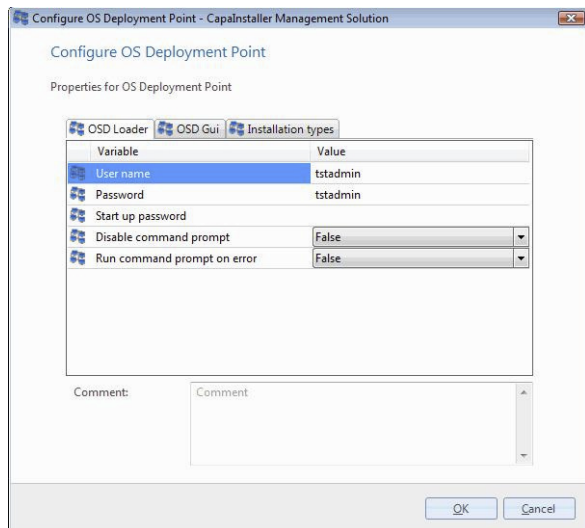 Configure OS Deployment Point - CapaInstaller Management Solution
Configure OS Deployment Point
Properties for OS Deployment Point
OSD Loader OSD Gui Installation types
Variable Value
User name tstadmin
Password tstadmin
Start up password
Disable command prompt False
Run command prompt on error False
Comment: Comment
OK Cancel